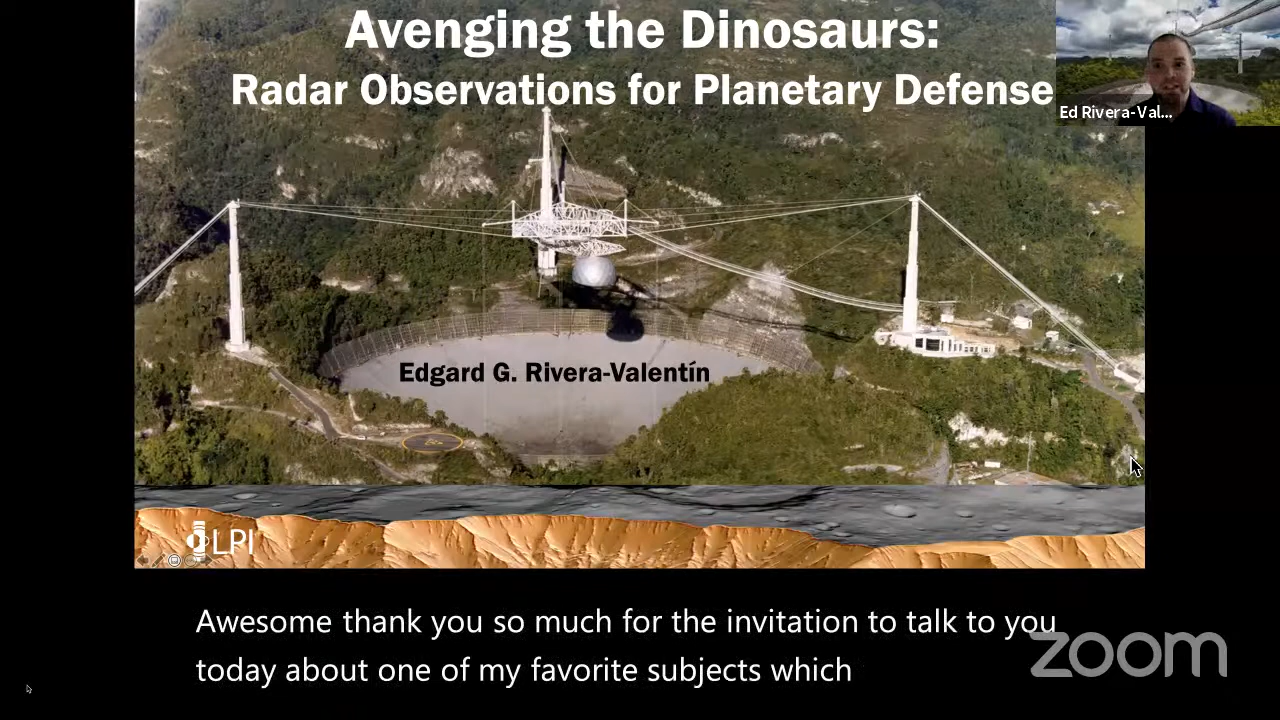 Avenging the Dinosaurs:
Radar Observations for Planetary Defense
Ed Rivera-Val...
Edgard G. Rivera-Valentín
LPI
Awesome thank you so much for the invitation to talk to you
today about one of my favorite subjects which
zoom